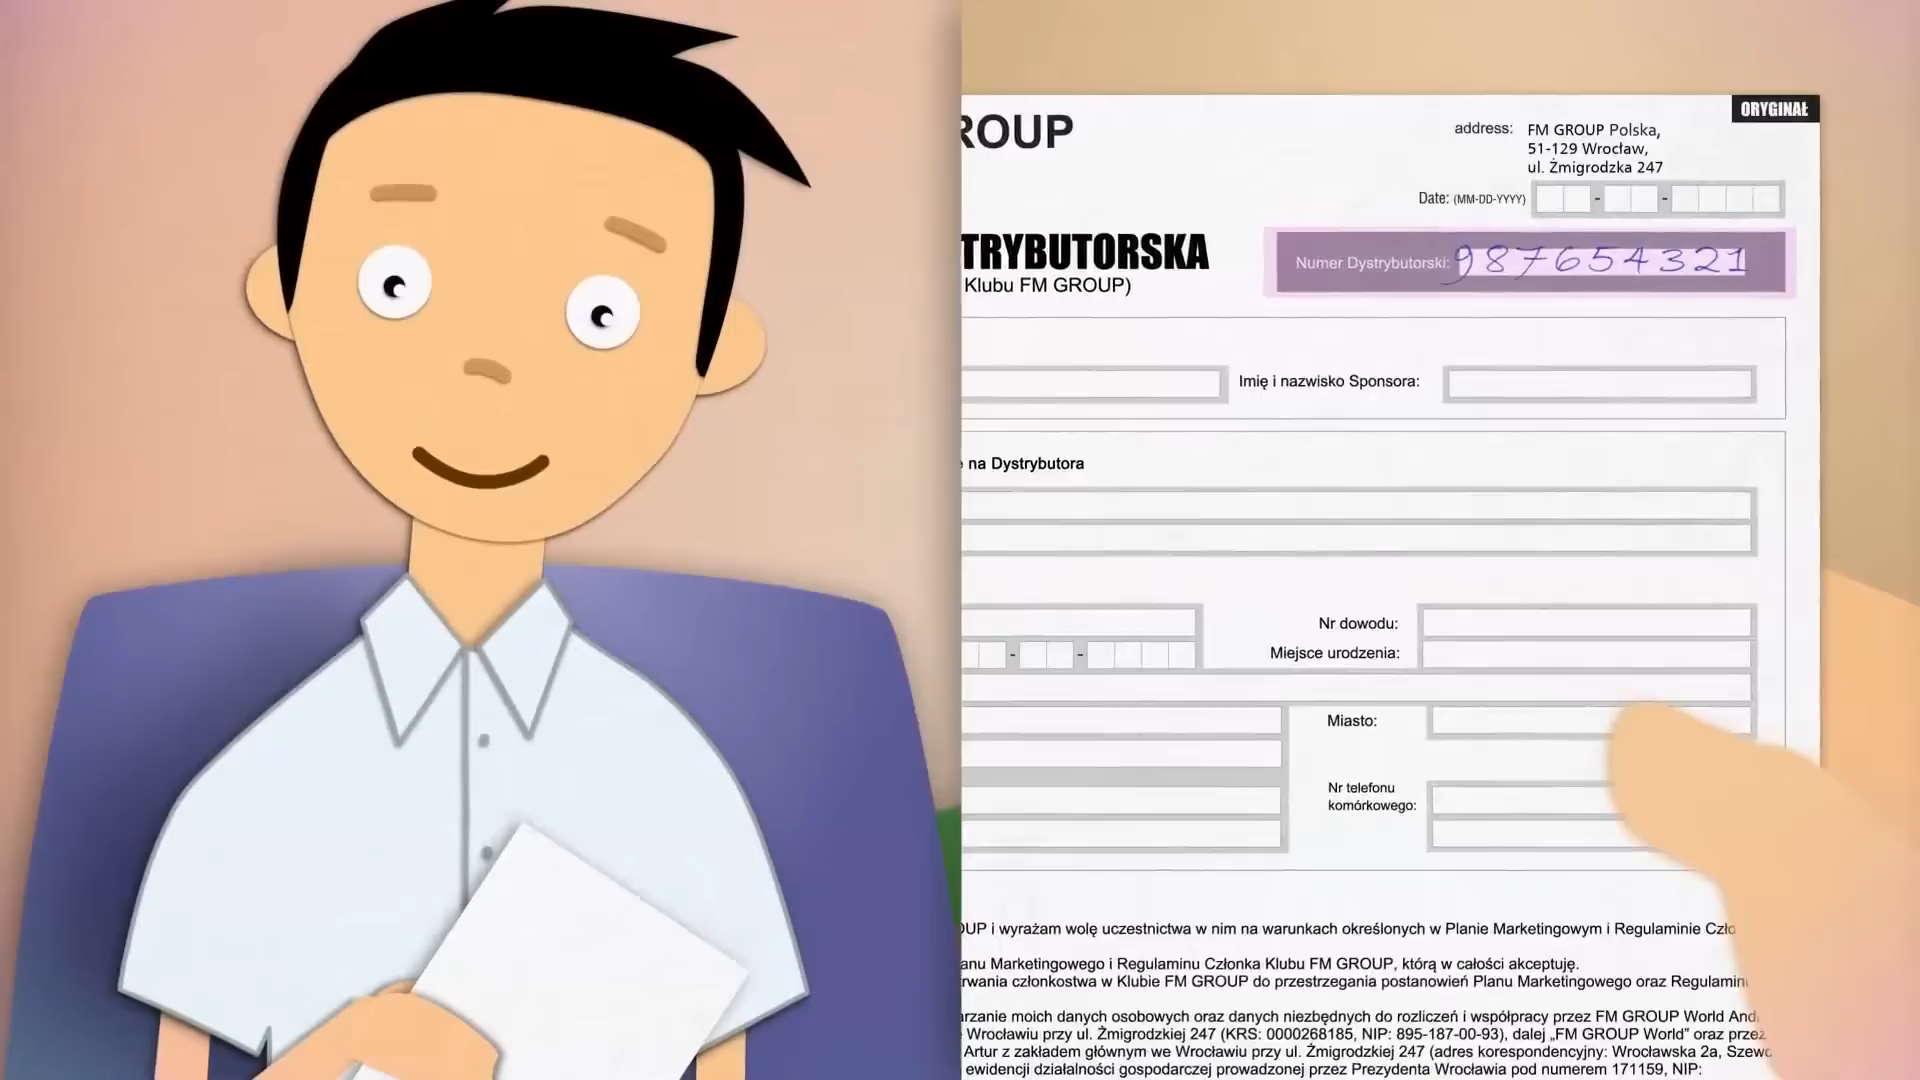 ORYGINAŁ
ROUP
address: FM GROUP Polska,
51-129 Wrocław,
ul. Żmigrodzka 247
Date: (MM-DD-YYYY) - -
TRYBUTORSKA
Numer Dystrybutorski: 987654321
Klubu FM GROUP)
Imię i nazwisko Sponsora:
na Dystrybutora
Nr dowodu:
- - Miejsce urodzenia:
Miasto:
Nr telefonu
komórkowego:
OUP i wyrażam wolę uczestnictwa w nim na warunkach określonych w Planie Marketingowym i Regulaminie Czło
anu Marketingowego i Regulaminu Członka Klubu FM GROUP, którą w całości akceptuję.
trwania członkostwa w Klubie FM GROUP do przestrzegania postanowień Planu Marketingowego oraz Regulamin
arzanie moich danych osobowych oraz danych niezbędnych do rozliczeń i współpracy przez FM GROUP World And
Wrocławiu przy ul. Żmigrodzkiej 247 (KRS: 0000268185, NIP: 895-187-00-93), dalej „FM GROUP World” oraz przez
Artur z zakładem głównym we Wrocławiu przy ul. Żmigrodzkiej 247 (adres korespondencyjny: Wrocławska 2a, Szewc
ewidencji działalności gospodarczej prowadzonej przez Prezydenta Wrocławia pod numerem 171159, NIP: